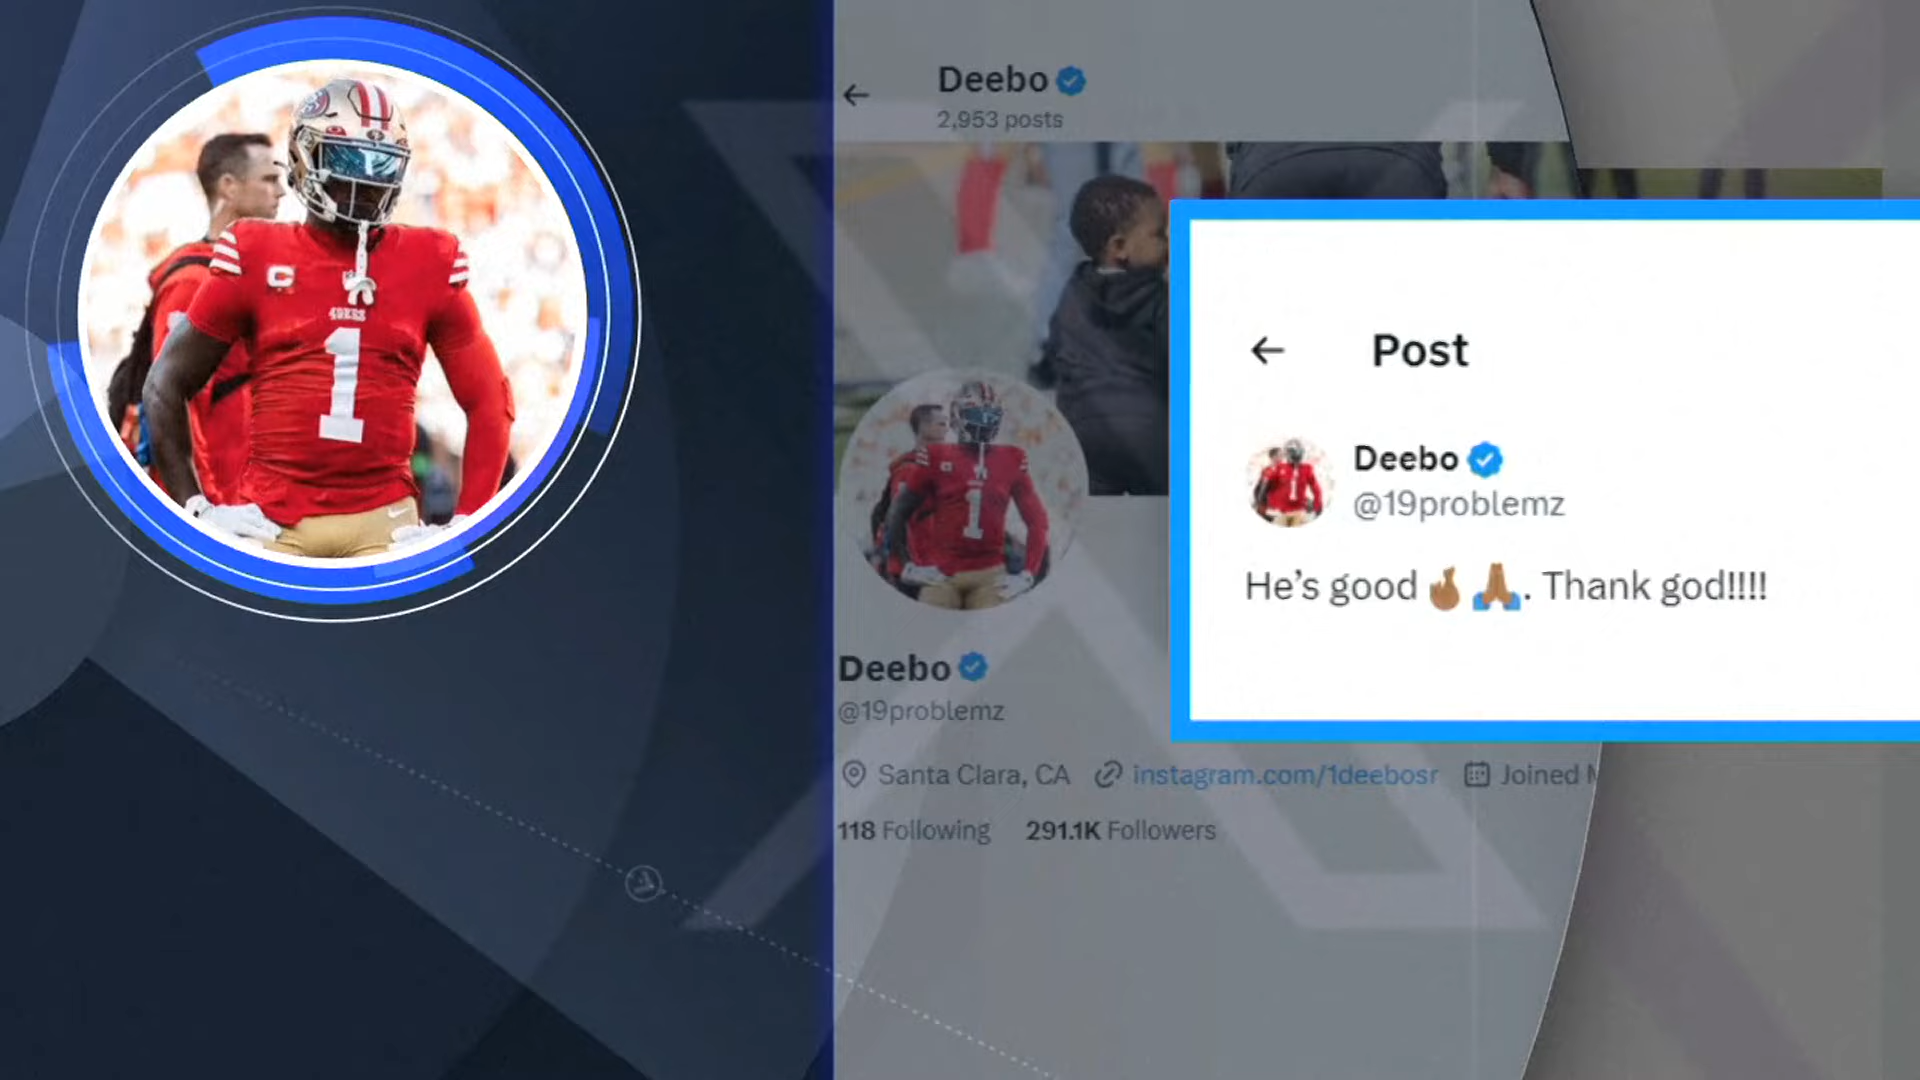 Deebo
2,953 posts
C
49ERS
1
1
Post
Deebo
@19problemz
He's good 🤞🏾🙏🏾. Thank god!!!!
Deebo
@19problemz
Santa Clara, CA instagram.com/1deebosr Joined
118 Following 291.1K Followers